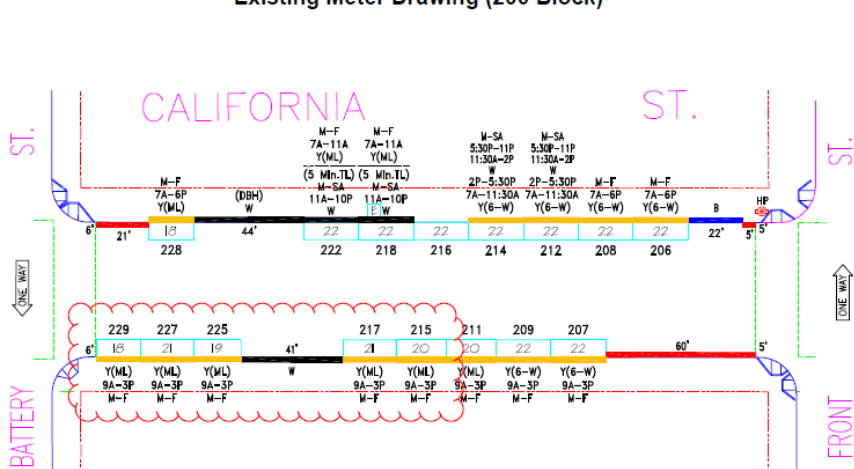 Existing Meter Drawing (200 Block)
CALIFORNIA ST.
ST.
ST.
M-F
7A-6P
Y(ML)
(DBH)
W
M-F
7A-11A
Y(ML)
(5 Min.TL)
M-SA
11A-10P
W
M-F
7A-11A
Y(ML)
(5 Min.TL)
M-SA
11A-10P
E W
M-SA
5:30P-11P
11:30A-2P
W
2P-5:30P
7A-11:30A
Y(6-W)
M-SA
5:30P-11P
11:30A-2P
W
2P-5:30P
7A-11:30A
Y(6-W)
M-F
7A-6P
Y(6-W)
M-F
7A-6P
Y(6-W)
B
HP
6' 21' 18 44' 22 22 22 22 22 22 22 22' 5' 5'
228 222 218 216 214 212 208 206
ONE WAY
ONE WAY
229 227 225 217 215 211 209 207
6' 18 21 19 41' 21 20 20 22 22 60' 5'
W
Y(ML) Y(ML) Y(ML) Y(ML) Y(ML) Y(ML) Y(6-W) Y(6-W)
9A-3P 9A-3P 9A-3P 9A-3P 9A-3P 9A-3P 9A-3P 9A-3P
M-F M-F M-F M-F M-F M-F M-F M-F
BATTERY
FRONT